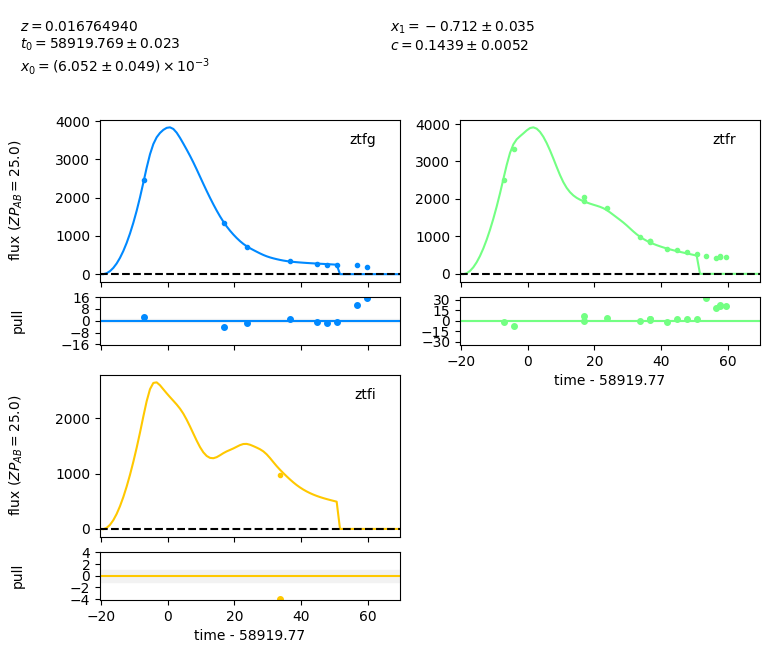 z = 0.016764940
t₀ = 58919.769 ± 0.023
x₀ = (6.052 ± 0.049) × 10⁻³
x₁ = −0.712 ± 0.035
c = 0.1439 ± 0.0052
flux (ZP_AB = 25.0)
4000
3000
2000
1000
0
ztfg
4000
3000
2000
1000
0
ztfr
pull
16
8
0
−8
−16
30
15
0
−15
−30
−20
0
20
40
60
time - 58919.77
flux (ZP_AB = 25.0)
2000
1000
0
ztfi
pull
4
2
0
−2
−4
−20
0
20
40
60
time - 58919.77